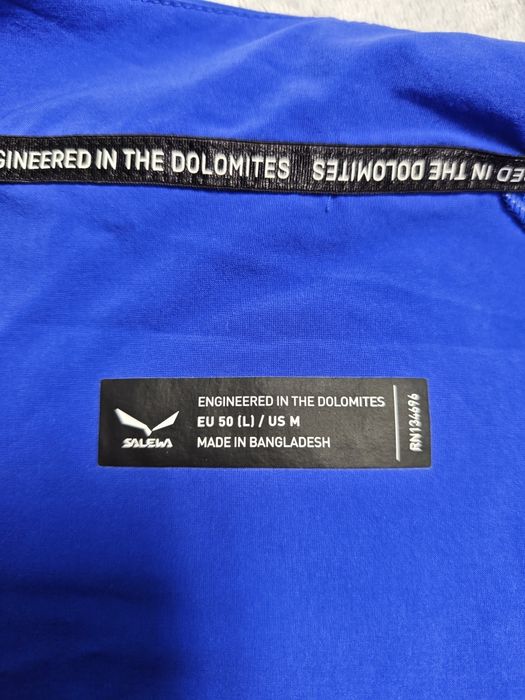 GINEERED IN THE DOLOMITES ENGINEERED IN THE DOLOMITES
ENGINEERED IN THE DOLOMITES
EU 50 (L) / US M
MADE IN BANGLADESH
SALEWA
RN134696